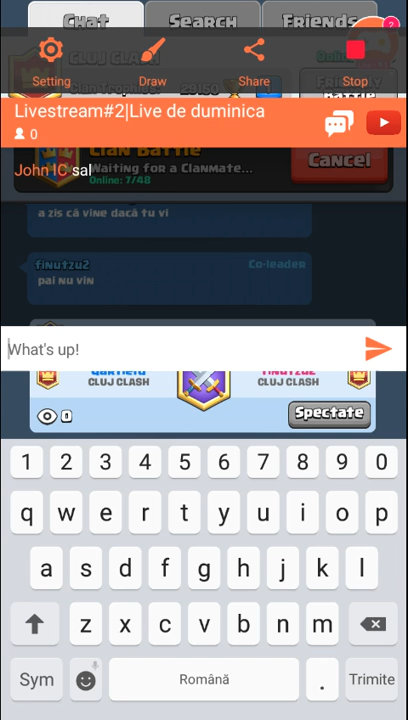 Chat Search Friends
2
CLUJ CLASH
Setting Draw Share Stop
Livestream#2|Live de duminica
0
Clan Battle
Cancel
Waiting for a Clanmate...
John IC sal
Online: 7/48
a zis că vine dacă tu vi
finutzu2 Co-leader
pai nu vin
What's up!
CLUJ CLASH CLUJ CLASH
0 Spectate
1 2 3 4 5 6 7 8 9 0
q w e r t y u i o p
a s d f g h j k l
z x c v b n m
Sym Română . Trimite